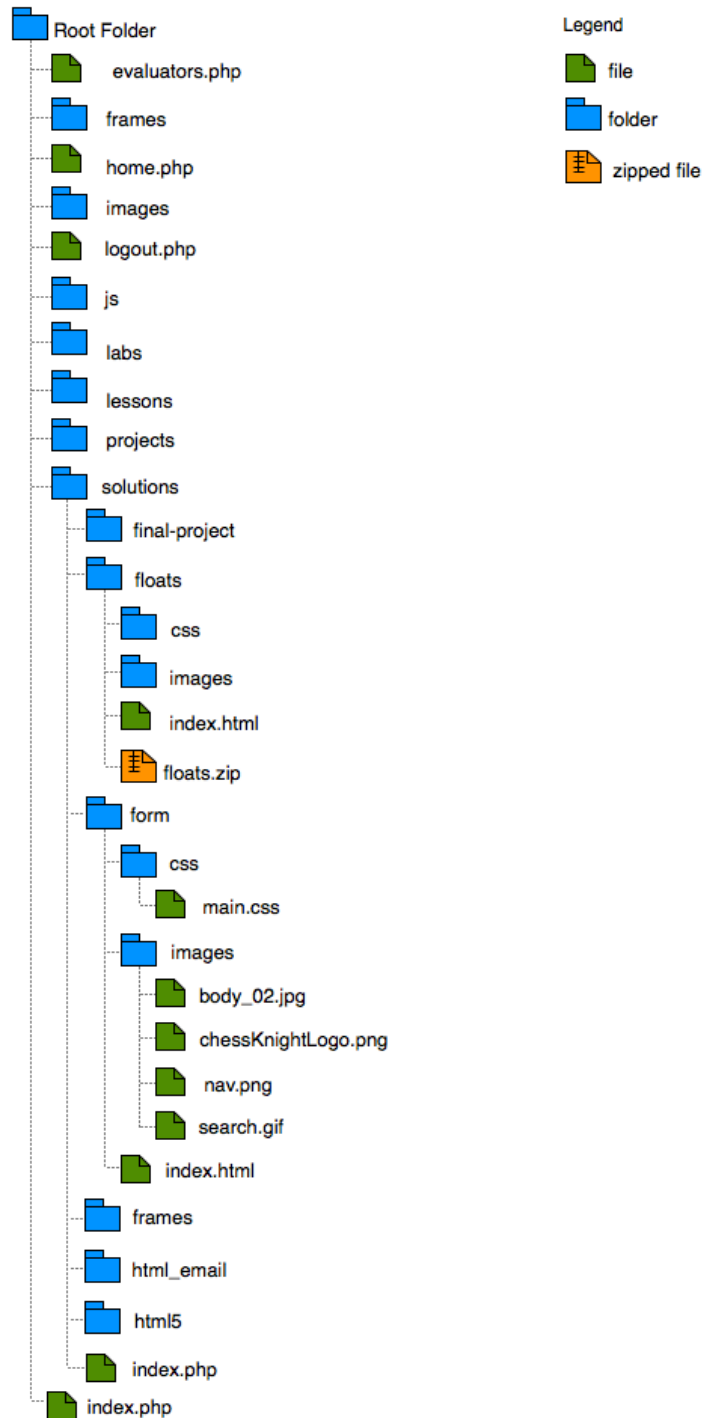 Root Folder
evaluators.php
frames
home.php
images
logout.php
js
labs
lessons
projects
solutions
final-project
floats
css
images
index.html
floats.zip
form
css
main.css
images
body_02.jpg
chessKnightLogo.png
nav.png
search.gif
index.html
frames
html_email
html5
index.php
index.php
Legend
file
folder
zipped file